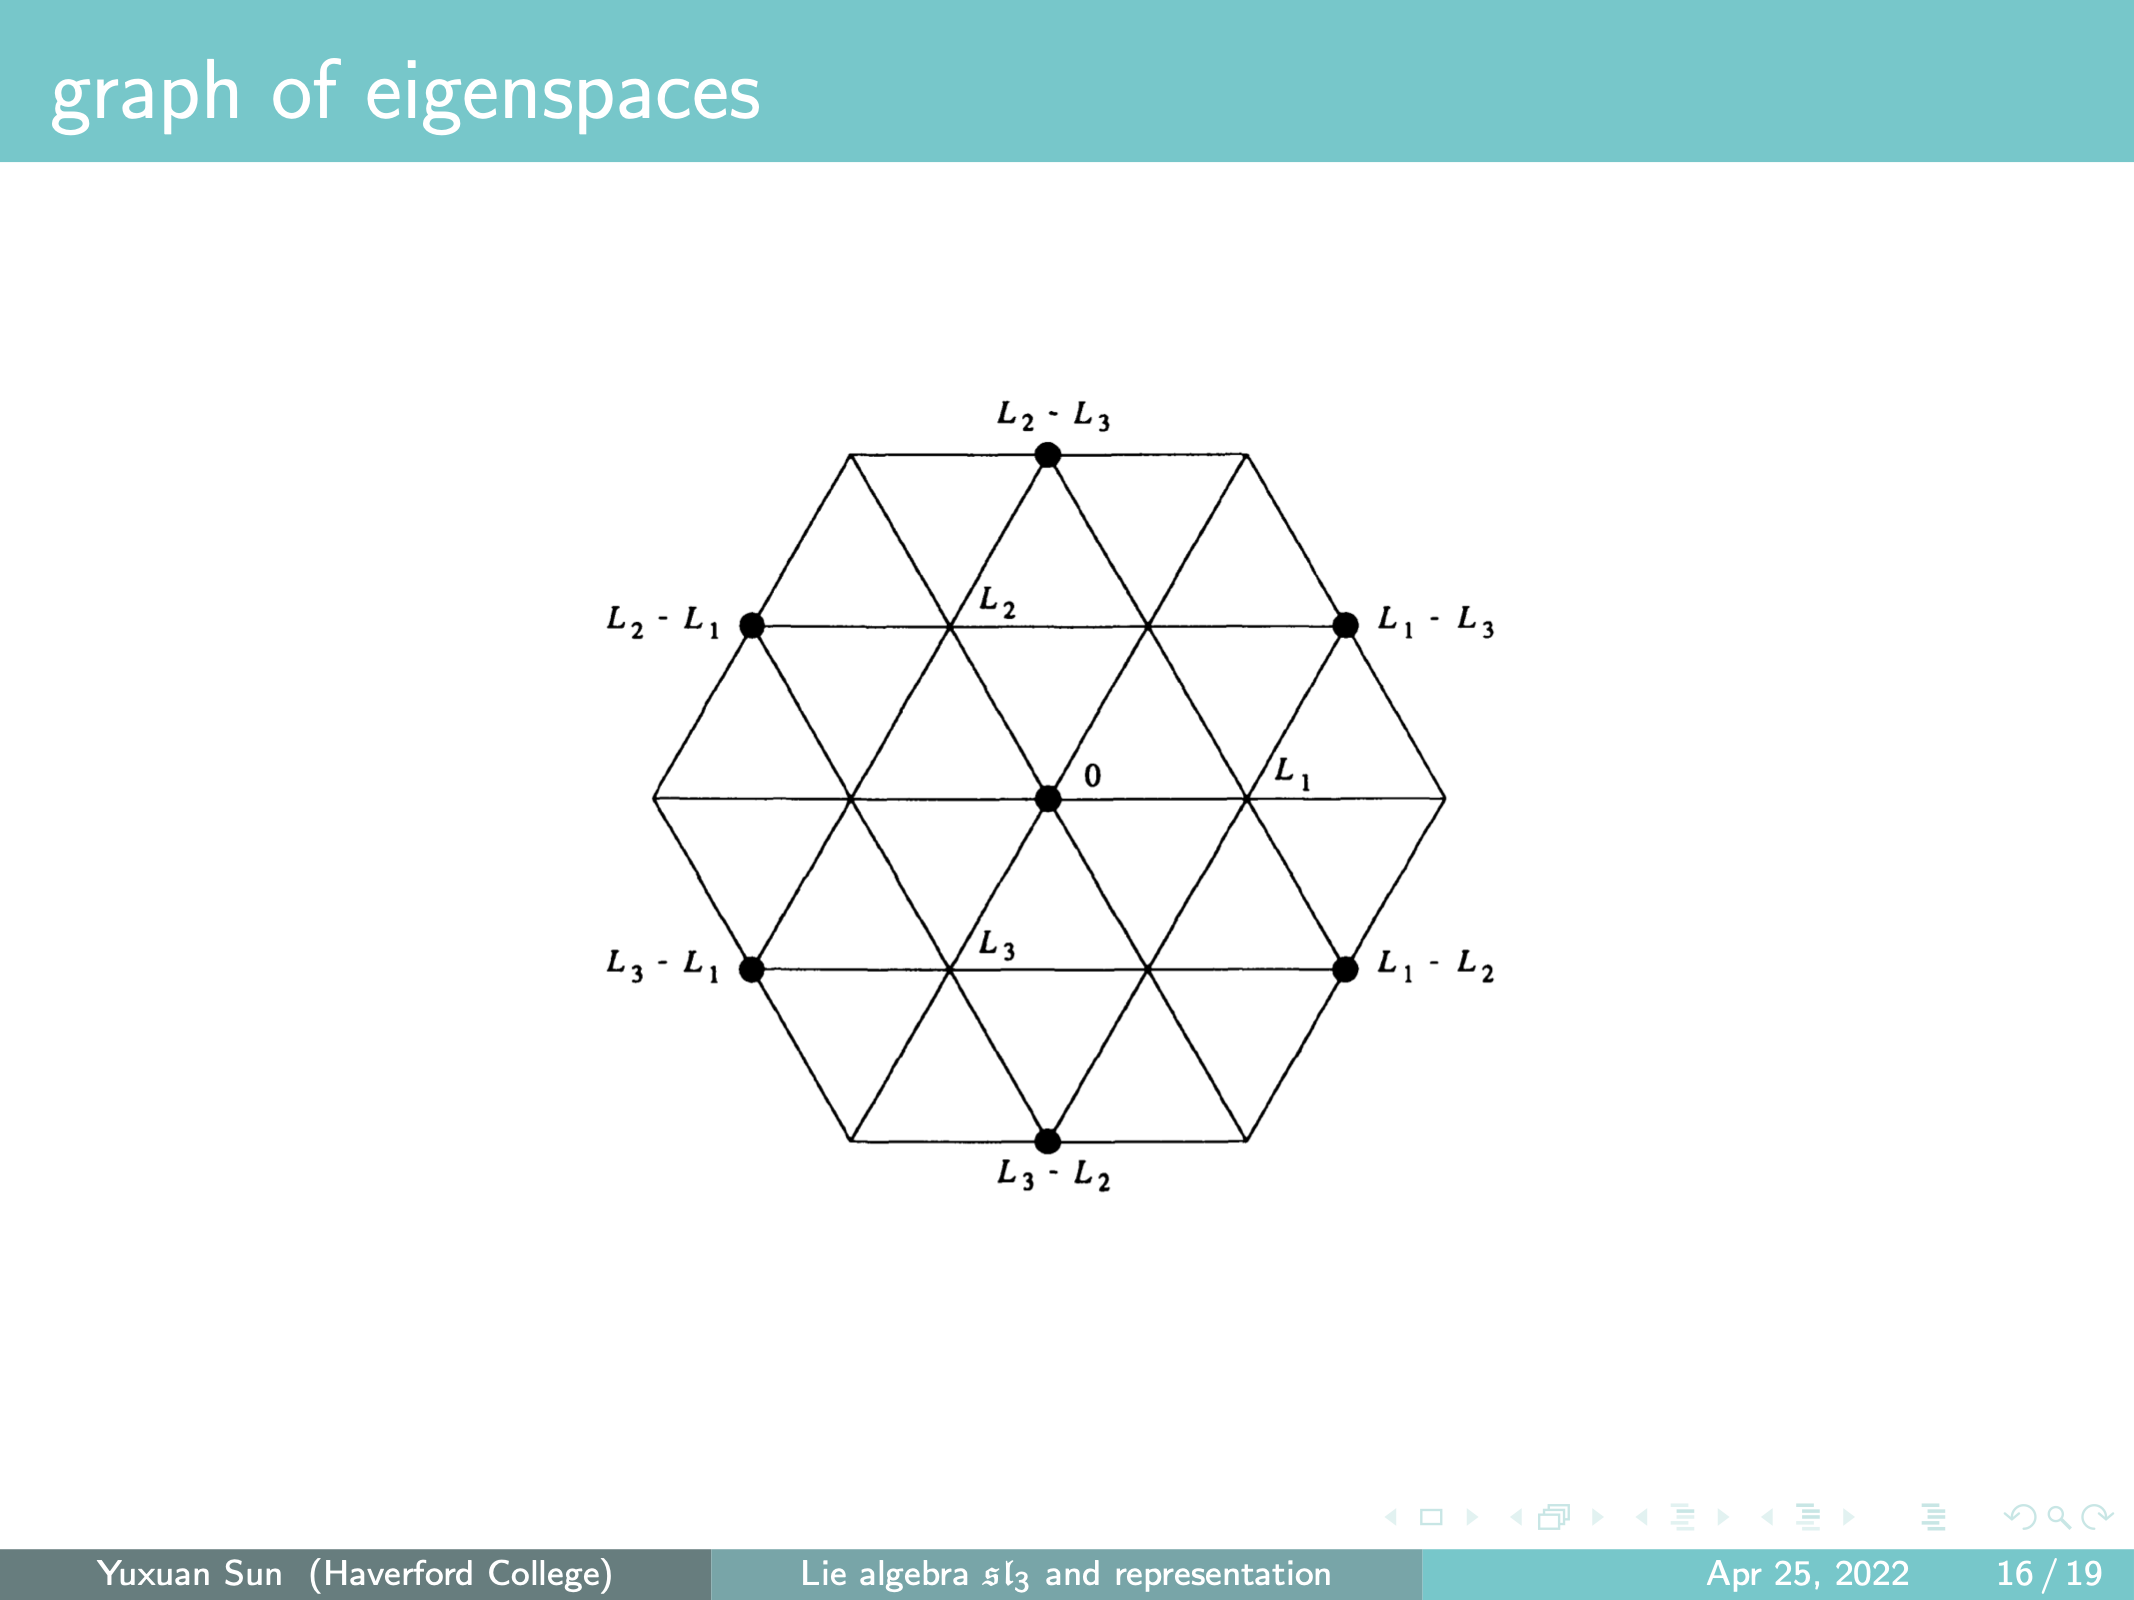 graph of eigenspaces
L₂ - L₃
L₂
L₂ - L₁
L₁ - L₃
0
L₁
L₃
L₃ - L₁
L₁ - L₂
L₃ - L₂
Yuxuan Sun (Haverford College)
Lie algebra 𝔰𝔩₃ and representation
Apr 25, 2022
16 / 19